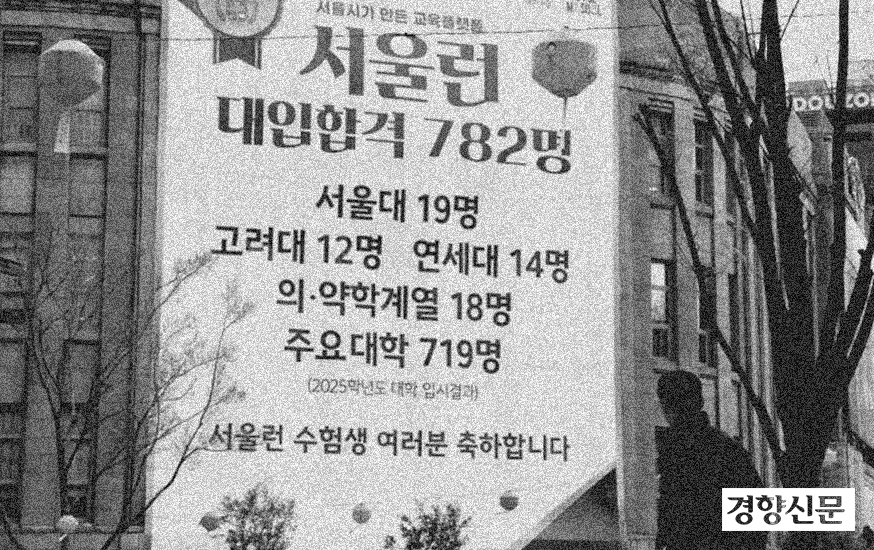 서울시가 만든 교육플랫폼
서울런
대입합격 782명
서울대 19명
고려대 12명 연세대 14명
의·약학계열 18명
주요대학 719명
(2025학년도 대학 입시결과)
서울런 수험생 여러분 축하합니다
DOUZO
경향신문